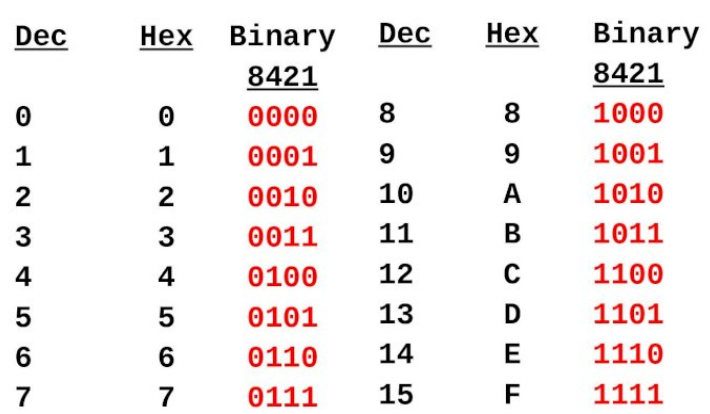 Dec Hex Binary Dec Hex Binary
8421 8421
0 0 0000 8 8 1000
1 1 0001 9 9 1001
2 2 0010 10 A 1010
3 3 0011 11 B 1011
4 4 0100 12 C 1100
5 5 0101 13 D 1101
6 6 0110 14 E 1110
7 7 0111 15 F 1111